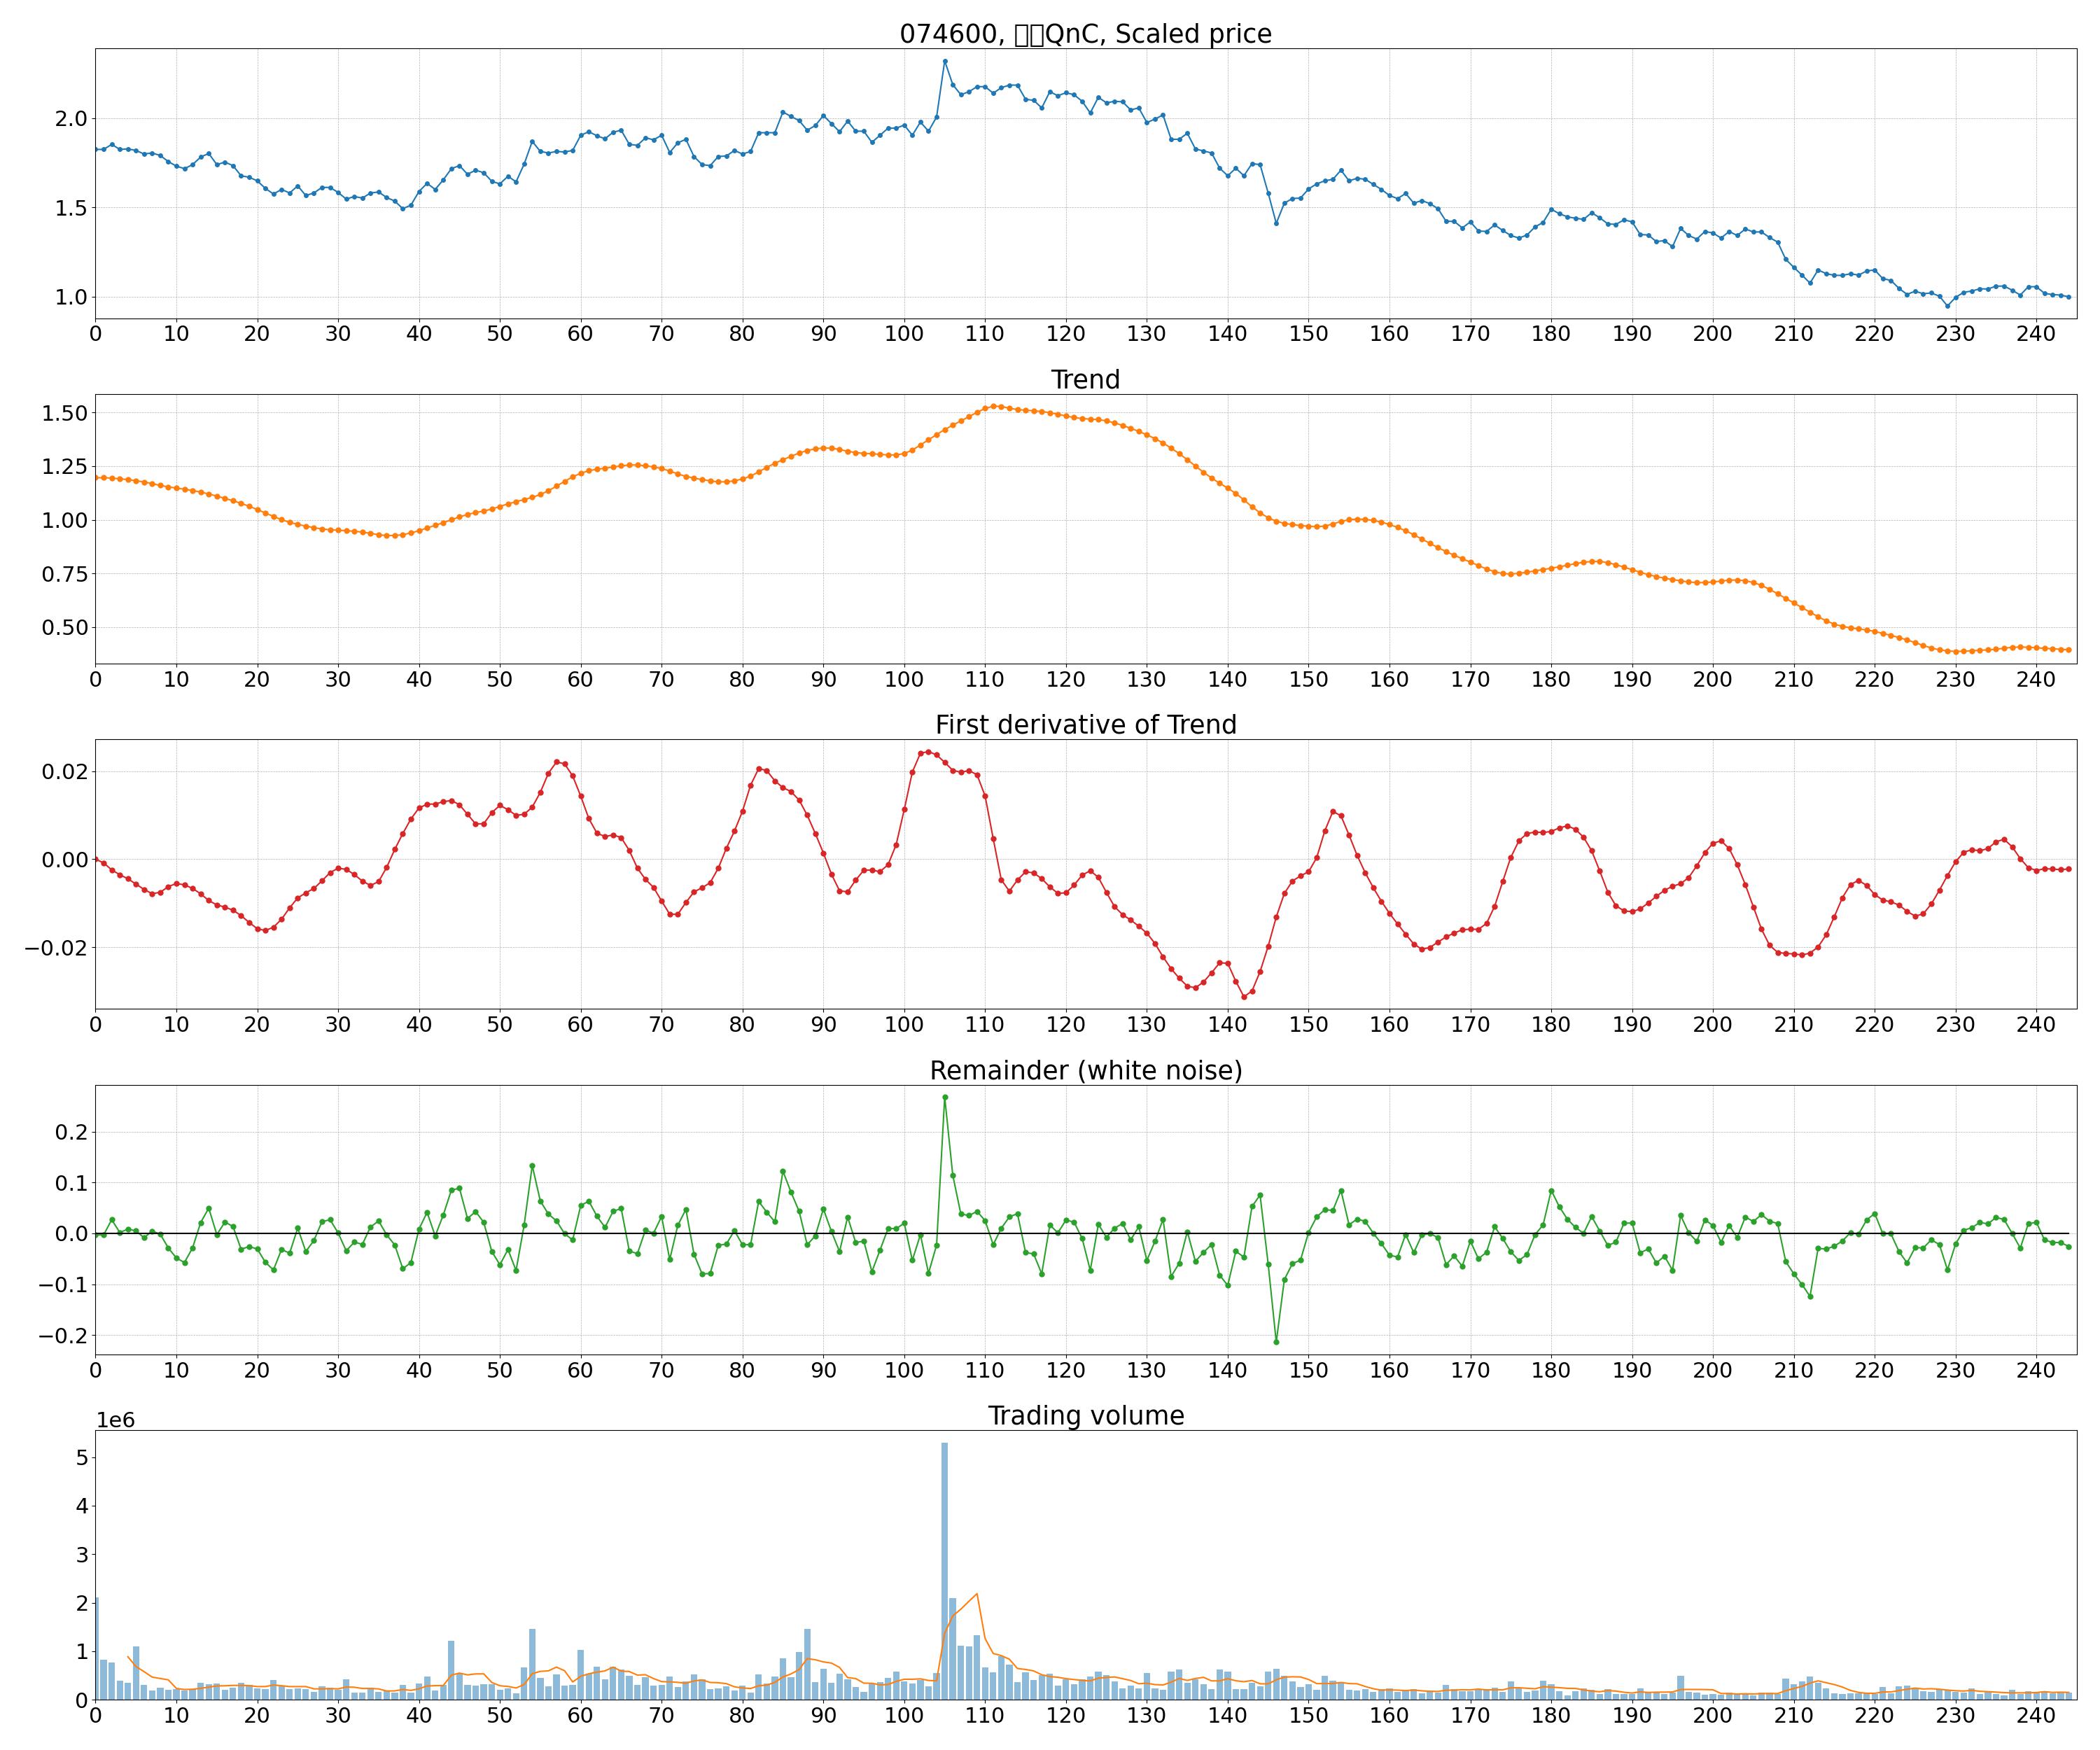 074600, QnC, Scaled price
2.0
1.5
1.0
0 10 20 30 40 50 60 70 80 90 100 110 120 130 140 150 160 170 180 190 200 210 220 230 240
Trend
1.50
1.25
1.00
0.75
0.50
0 10 20 30 40 50 60 70 80 90 100 110 120 130 140 150 160 170 180 190 200 210 220 230 240
First derivative of Trend
0.02
0.00
−0.02
0 10 20 30 40 50 60 70 80 90 100 110 120 130 140 150 160 170 180 190 200 210 220 230 240
Remainder (white noise)
0.2
0.1
0.0
−0.1
−0.2
0 10 20 30 40 50 60 70 80 90 100 110 120 130 140 150 160 170 180 190 200 210 220 230 240
Trading volume
1e6
5
4
3
2
1
0
0 10 20 30 40 50 60 70 80 90 100 110 120 130 140 150 160 170 180 190 200 210 220 230 240